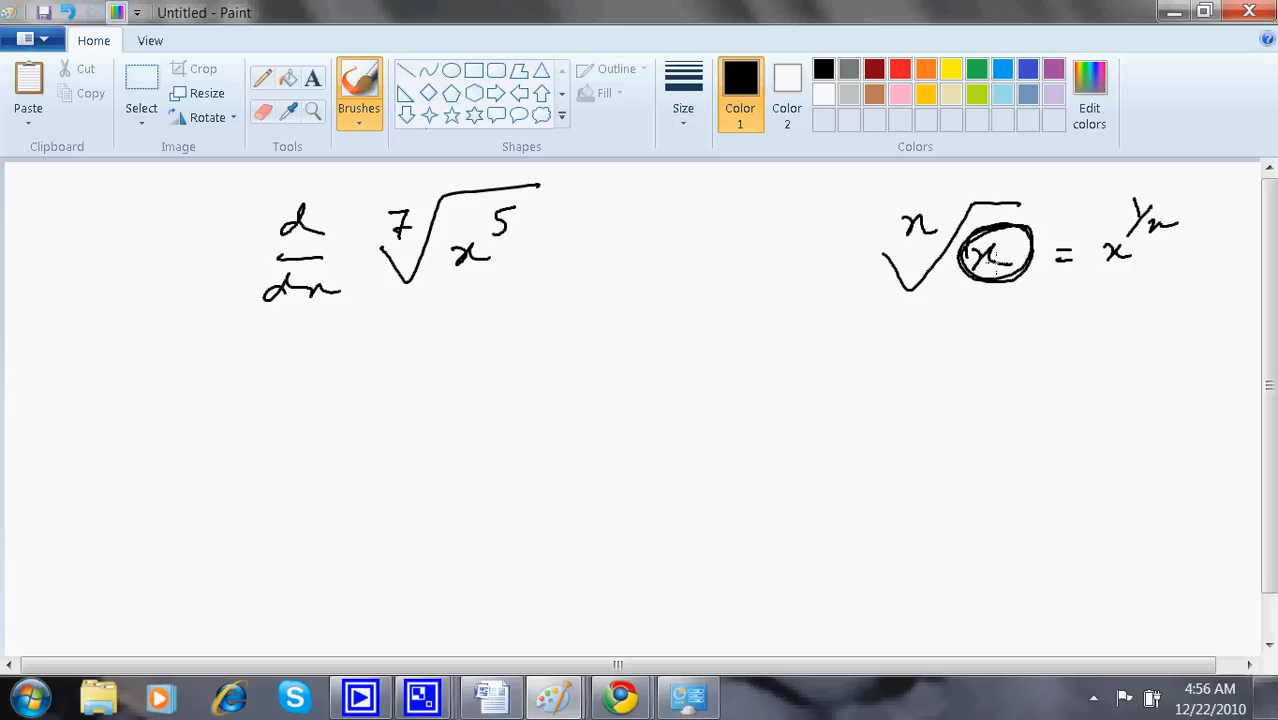 Untitled - Paint
Home View
Paste
Cut
Copy
Clipboard
Select
Crop
Resize
Rotate
Image
Tools
Brushes
Outline
Fill
Shapes
Size
Color 1
Color 2
Edit colors
Colors
d/dx ⁷√x⁵
ⁿ√x = x^1/n
4:56 AM
12/22/2010